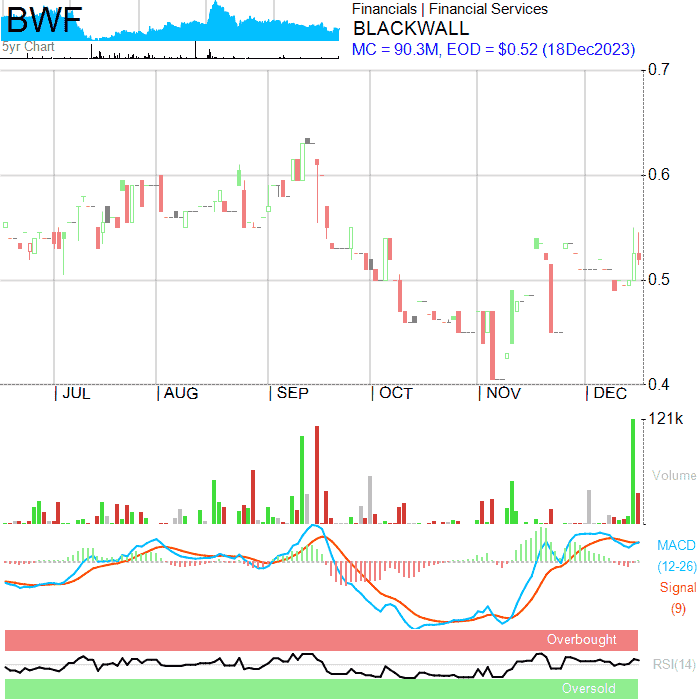 BWF
5yr Chart
Financials | Financial Services
BLACKWALL
MC = 90.3M, EOD = $0.52 (18Dec2023)
0.7
0.6
0.5
0.4
| JUL | AUG | SEP | OCT | NOV | DEC
121k
Volume
MACD
(12-26)
Signal
(9)
Overbought
RSI(14)
Oversold